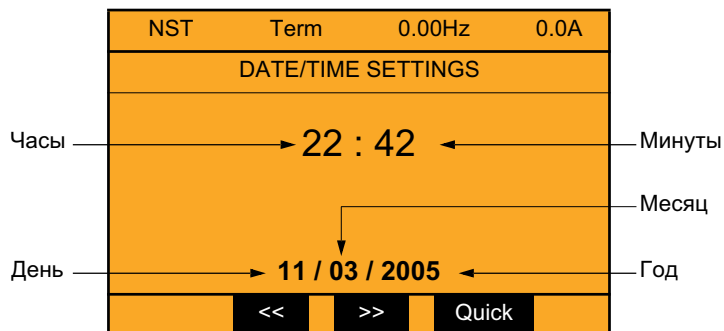 NST Term 0.00Hz 0.0A
DATE/TIME SETTINGS
Часы 22 : 42 Минуты
Месяц
День 11 / 03 / 2005 Год
<< >> Quick